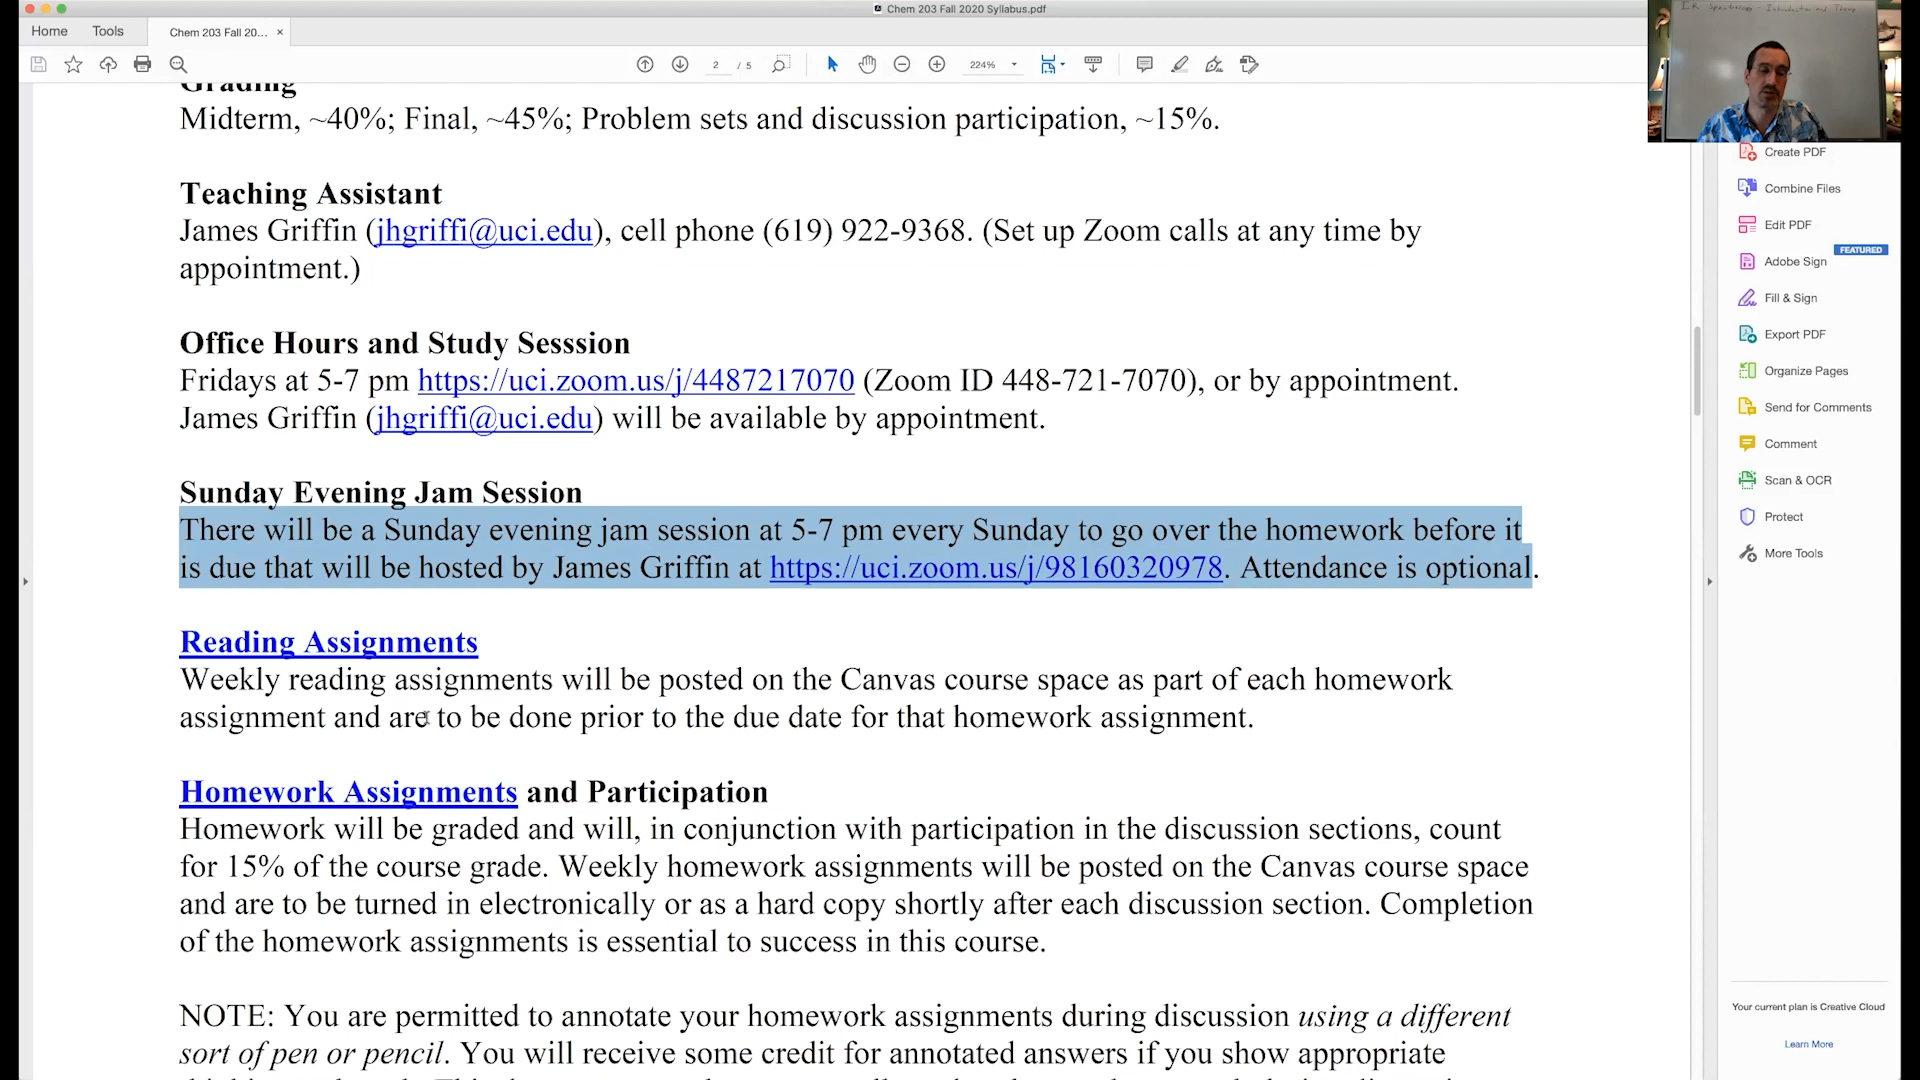 Chem 203 Fall 2020 Syllabus.pdf
Home
Tools
Chem 203 Fall 20... ×
2 / 5
224%
Grading
Midterm, ~40%; Final, ~45%; Problem sets and discussion participation, ~15%.
Teaching Assistant
James Griffin (jhgriffi@uci.edu), cell phone (619) 922-9368. (Set up Zoom calls at any time by
appointment.)
Office Hours and Study Sesssion
Fridays at 5-7 pm https://uci.zoom.us/j/4487217070 (Zoom ID 448-721-7070), or by appointment.
James Griffin (jhgriffi@uci.edu) will be available by appointment.
Sunday Evening Jam Session
There will be a Sunday evening jam session at 5-7 pm every Sunday to go over the homework before it
is due that will be hosted by James Griffin at https://uci.zoom.us/j/98160320978. Attendance is optional.
Reading Assignments
Weekly reading assignments will be posted on the Canvas course space as part of each homework
assignment and are to be done prior to the due date for that homework assignment.
Homework Assignments and Participation
Homework will be graded and will, in conjunction with participation in the discussion sections, count
for 15% of the course grade. Weekly homework assignments will be posted on the Canvas course space
and are to be turned in electronically or as a hard copy shortly after each discussion section. Completion
of the homework assignments is essential to success in this course.
NOTE: You are permitted to annotate your homework assignments during discussion using a different
sort of pen or pencil. You will receive some credit for annotated answers if you show appropriate
Create PDF
Combine Files
Edit PDF
FEATURED
Adobe Sign
Fill & Sign
Export PDF
Organize Pages
Send for Comments
Comment
Scan & OCR
Protect
More Tools
Your current plan is Creative Cloud
Learn More